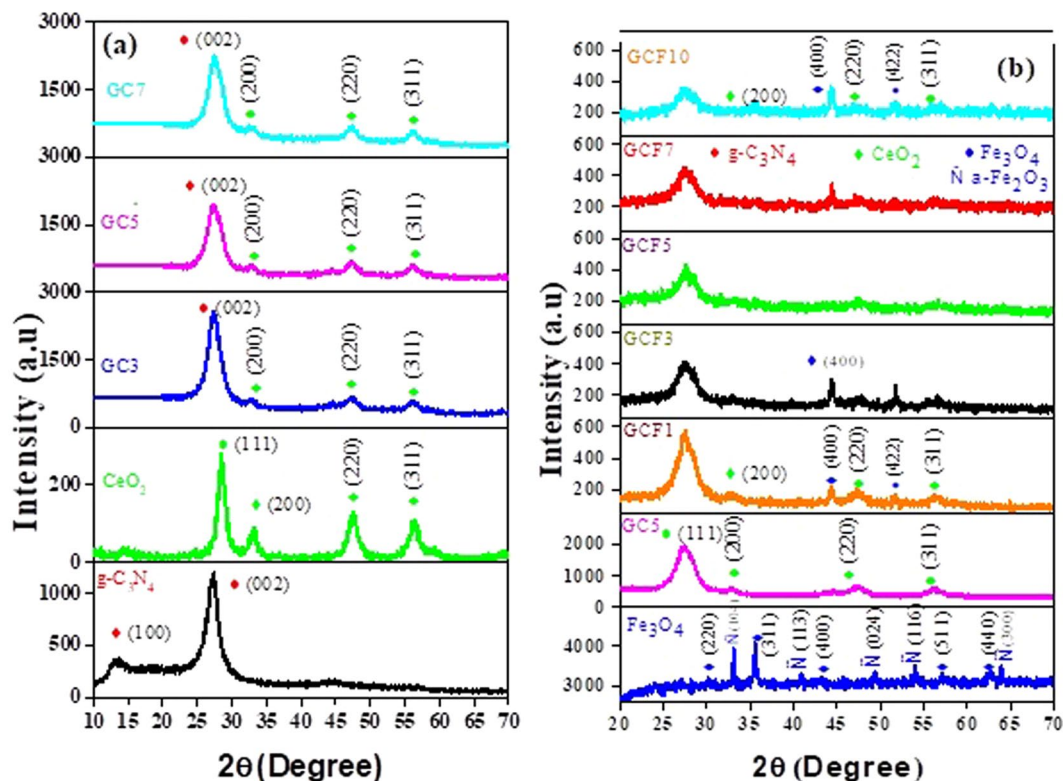 (a)
3000
1500
3000
1500
3000
1500
0
200
0
1000
500
0
GC7
(002)
(200)
(220)
(311)
GC5
(002)
(200)
(220)
(311)
GC3
(002)
(200)
(220)
(311)
CeO2
(111)
(200)
(220)
(311)
g-C3N4
(100)
(002)
Intensity (a.u)
10 20 30 40 50 60 70
2θ (Degree)
(b)
600
400
200
GCF10
(200)
(400)
(220)
(422)
(311)
600
400
200
GCF7
g-C3N4
CeO2
Fe3O4
Ñ a-Fe2O3
600
400
200
GCF5
600
400
200
GCF3
(400)
600
400
200
GCF1
(200)
(400)
(220)
(422)
(311)
2000
1000
0
GC5
(111)
(200)
(220)
(311)
4000
3000
Fe3O4
(220)
Ñ
(311)
Ñ (113)
(400)
Ñ (024)
Ñ (116)
(511)
(440)
Ñ (300)
Intensity (a.u)
20 25 30 35 40 45 50 55 60 65 70
2θ (Degree)